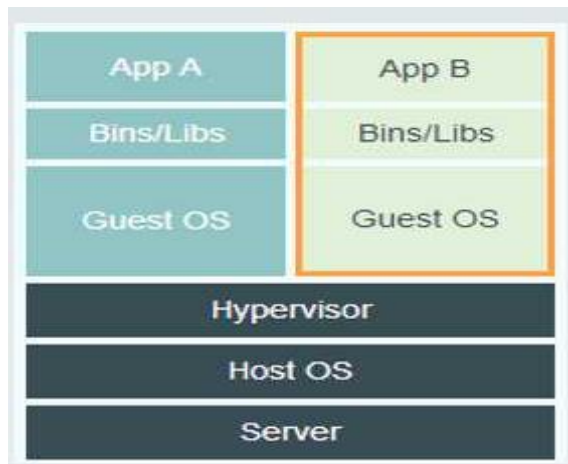 App A
App B
Bins/Libs
Bins/Libs
Guest OS
Guest OS
Hypervisor
Host OS
Server